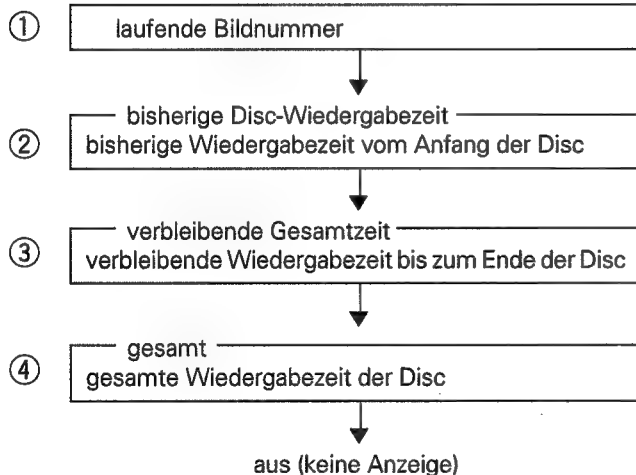 ① laufende Bildnummer
bisherige Disc-Wiedergabezeit
② bisherige Wiedergabezeit vom Anfang der Disc
verbleibende Gesamtzeit
③ verbleibende Wiedergabezeit bis zum Ende der Disc
gesamt
④ gesamte Wiedergabezeit der Disc
aus (keine Anzeige)